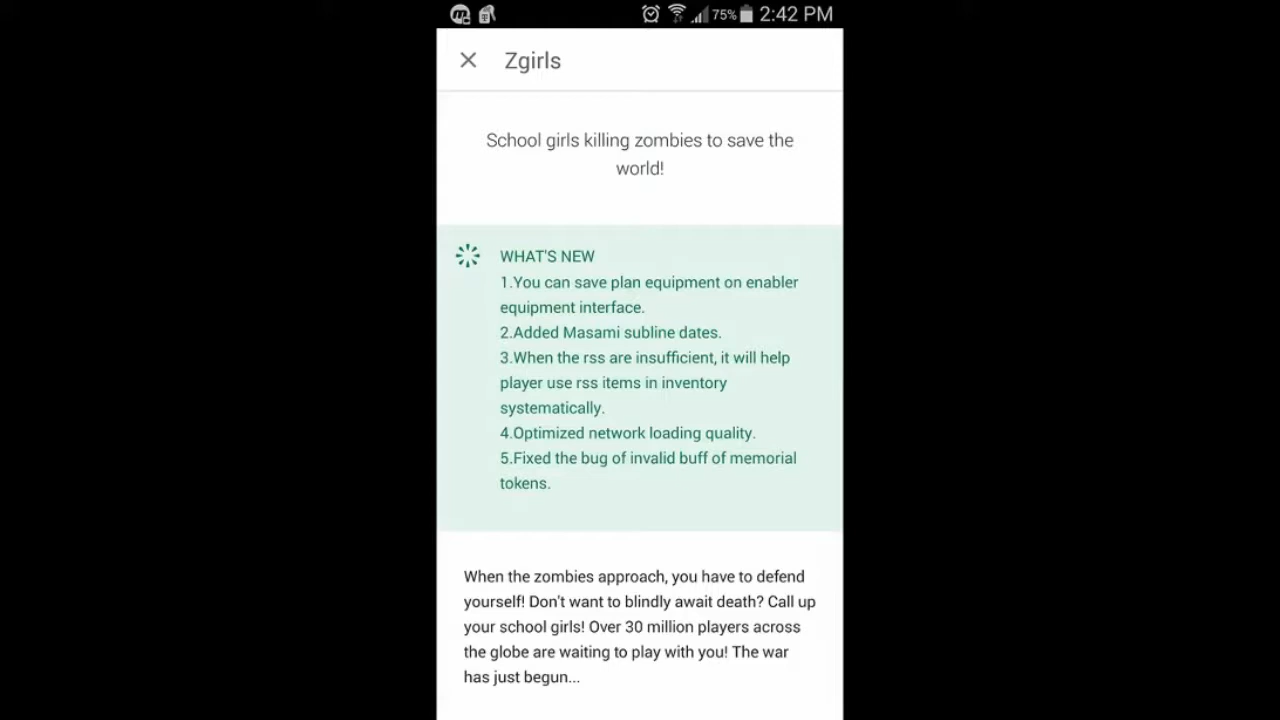 75% 2:42 PM
Zgirls
School girls killing zombies to save the
world!
WHAT'S NEW
1.You can save plan equipment on enabler
equipment interface.
2.Added Masami subline dates.
3.When the rss are insufficient, it will help
player use rss items in inventory
systematically.
4.Optimized network loading quality.
5.Fixed the bug of invalid buff of memorial
tokens.
When the zombies approach, you have to defend
yourself! Don't want to blindly await death? Call up
your school girls! Over 30 million players across
the globe are waiting to play with you! The war
has just begun...